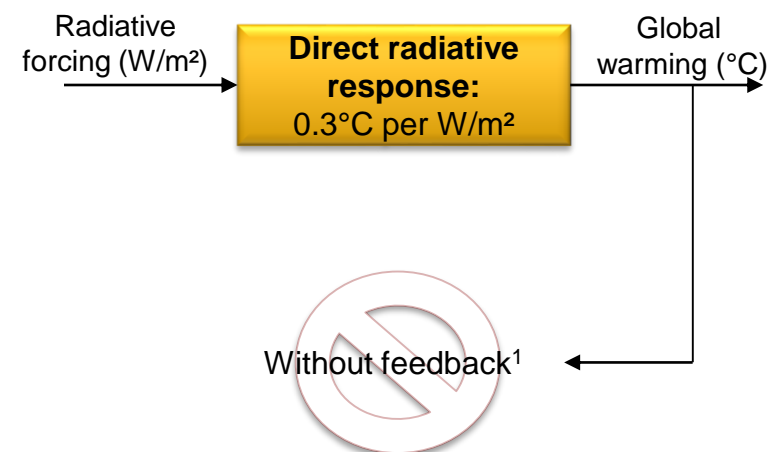 Radiative
forcing (W/m²)
Direct radiative
response:
0.3°C per W/m²
Global
warming (°C)
Without feedback¹